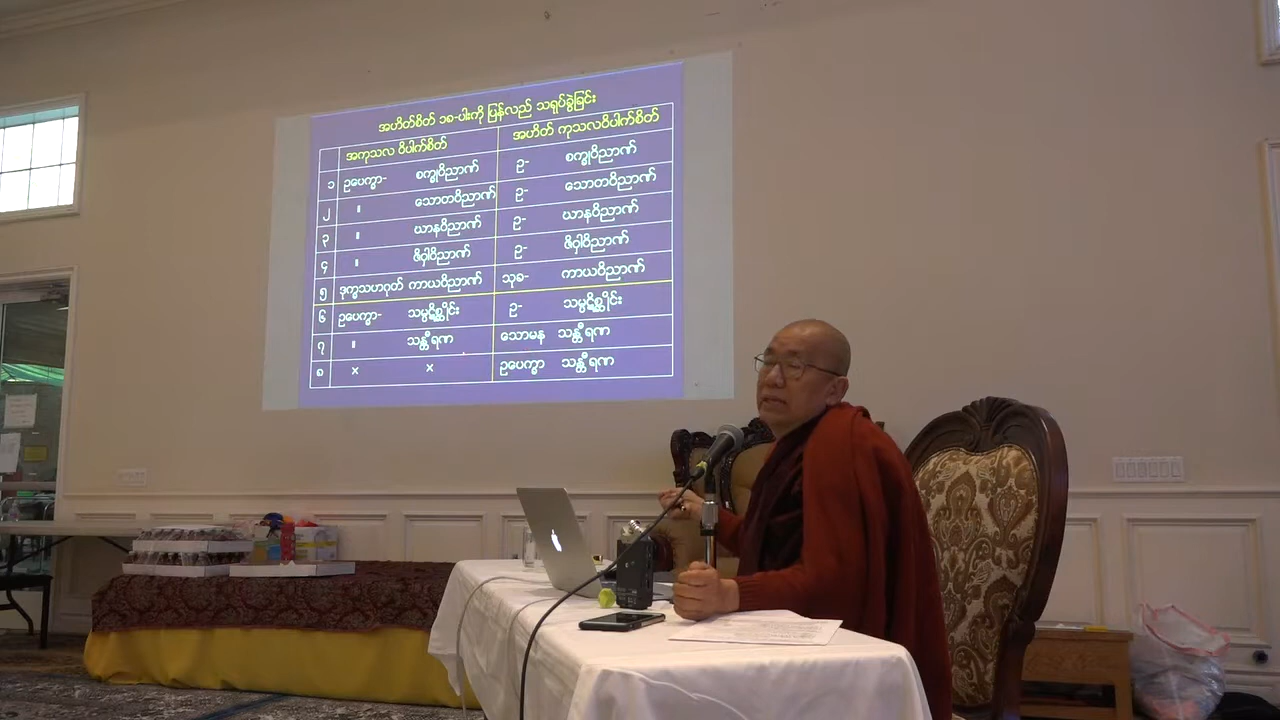 အဟိတ်စိတ် ၁၈-ပါးကို ပြန်လည် သရုပ်ခွဲခြင်း
အကုသလ ဝိပါက်စိတ် အဟိတ် ကုသလဝိပါက်စိတ်
၁ ဥပေက္ခာ- စက္ခုဝိညာဏ် ဥ- စက္ခုဝိညာဏ်
၂ " သောတဝိညာဏ် ဥ- သောတဝိညာဏ်
၃ " ဃာနဝိညာဏ် ဥ- ဃာနဝိညာဏ်
၄ " ဇိဝှါဝိညာဏ် ဥ- ဇိဝှါဝိညာဏ်
၅ ဒုက္ခသဟဂုတ် ကာယဝိညာဏ် သုခ- ကာယဝိညာဏ်
၆ ဥပေက္ခာ- သမ္ပဋိစ္ဆိုင်း ဥ- သမ္ပဋိစ္ဆိုင်း
၇ " သန္တီရဏ သောမန သန္တီရဏ
၈ × × ဥပေက္ခာ သန္တီရဏ